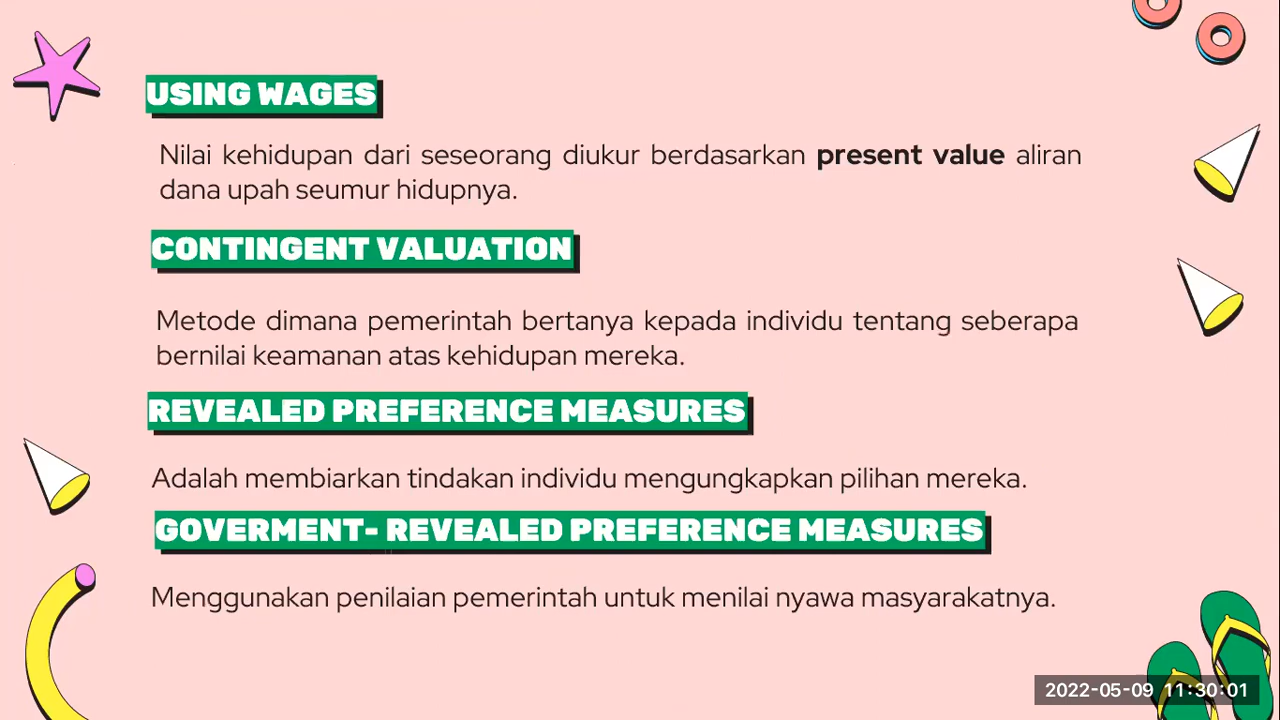 USING WAGES
Nilai kehidupan dari seseorang diukur berdasarkan present value aliran
dana upah seumur hidupnya.
CONTINGENT VALUATION
Metode dimana pemerintah bertanya kepada individu tentang seberapa
bernilai keamanan atas kehidupan mereka.
REVEALED PREFERENCE MEASURES
Adalah membiarkan tindakan individu mengungkapkan pilihan mereka.
GOVERMENT- REVEALED PREFERENCE MEASURES
Menggunakan penilaian pemerintah untuk menilai nyawa masyarakatnya.
2022-05-09 11:30:01